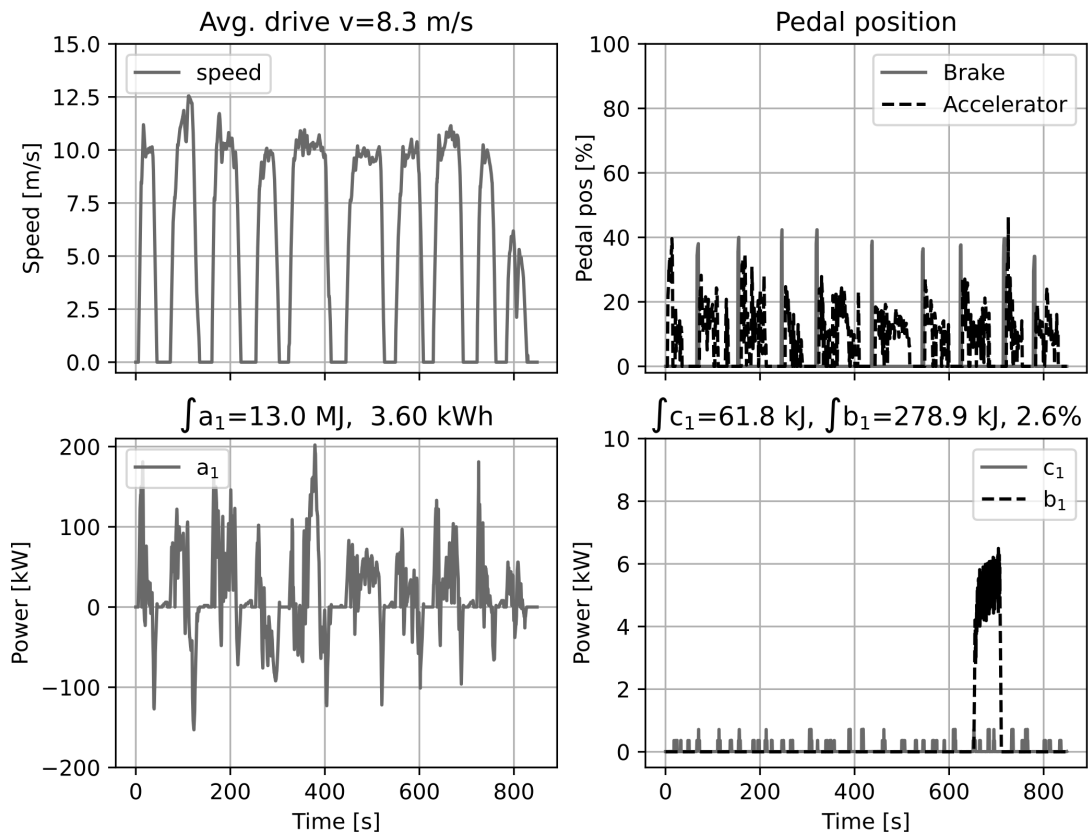 Avg. drive v=8.3 m/s
15.0
12.5
10.0
7.5
5.0
2.5
0.0
Speed [m/s]
speed
Pedal position
100
80
60
40
20
0
Pedal pos [%]
Brake
Accelerator
∫a₁=13.0 MJ,  3.60 kWh
200
100
0
−100
−200
Power [kW]
a₁
0
200
400
600
800
Time [s]
∫c₁=61.8 kJ, ∫b₁=278.9 kJ, 2.6%
10
8
6
4
2
0
Power [kW]
c₁
b₁
0
200
400
600
800
Time [s]